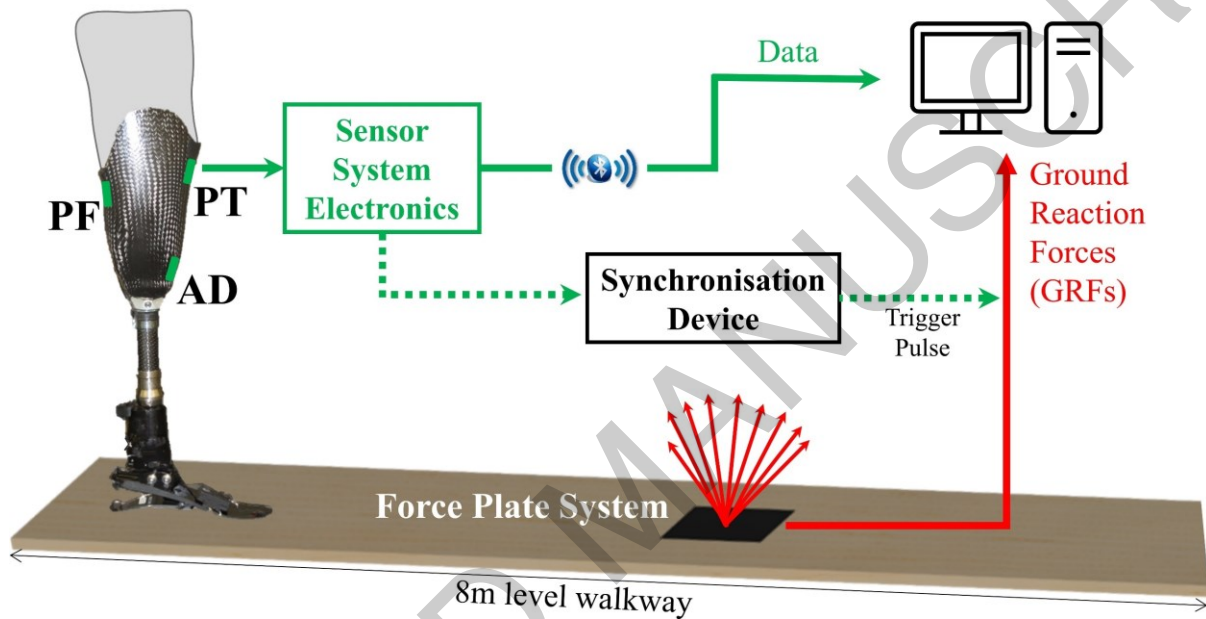 Data
Sensor
System
Electronics
PF
PT
AD
Ground
Reaction
Forces
(GRFs)
Synchronisation
Device
Trigger
Pulse
Force Plate System
8m level walkway
D MANUSCR